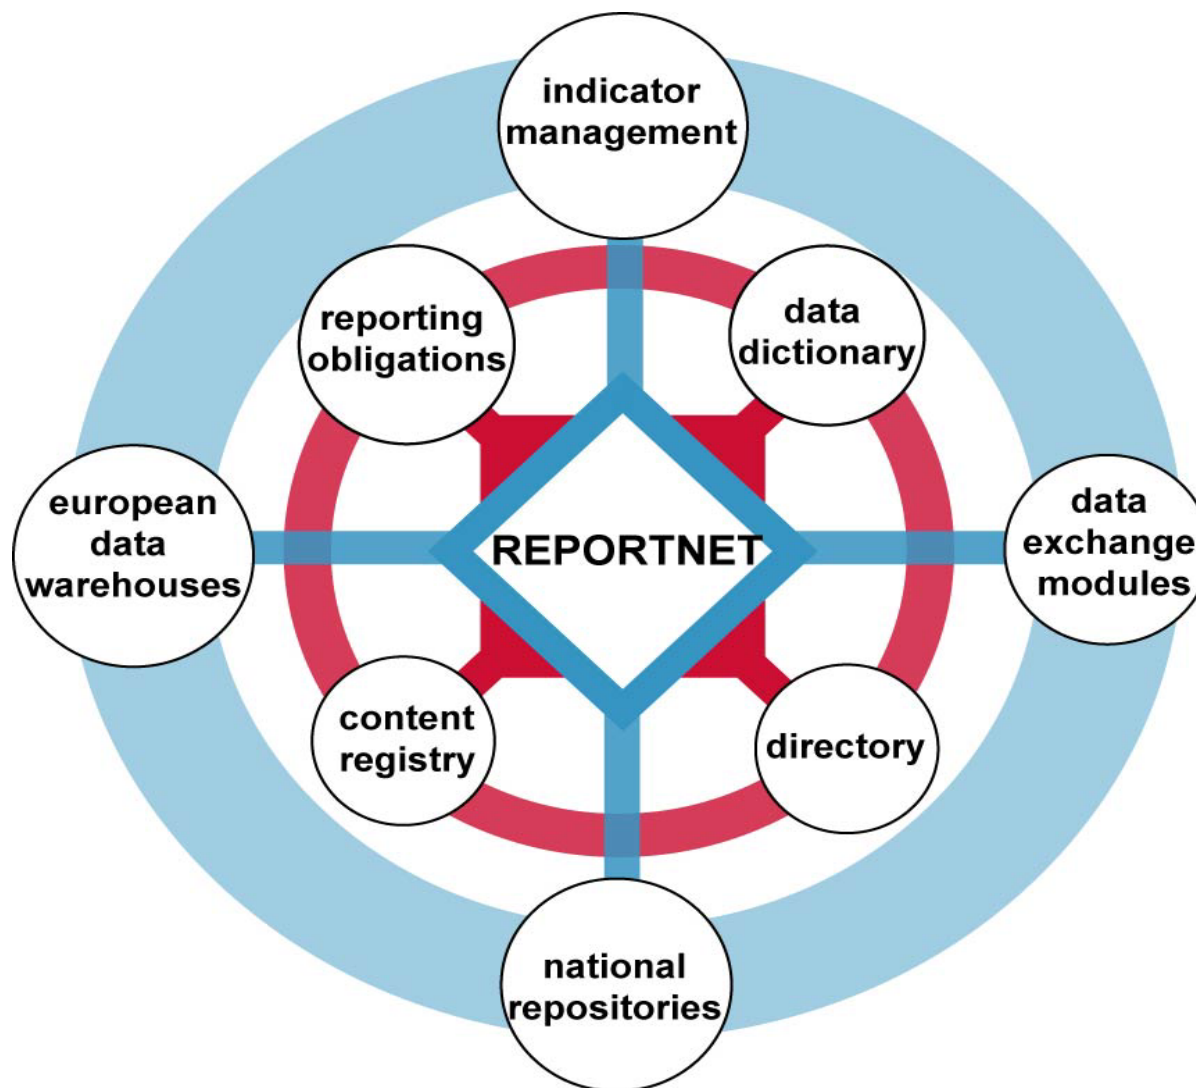 indicator
management
reporting
obligations
data
dictionary
european
data
warehouses
REPORTNET
data
exchange
modules
content
registry
directory
national
repositories